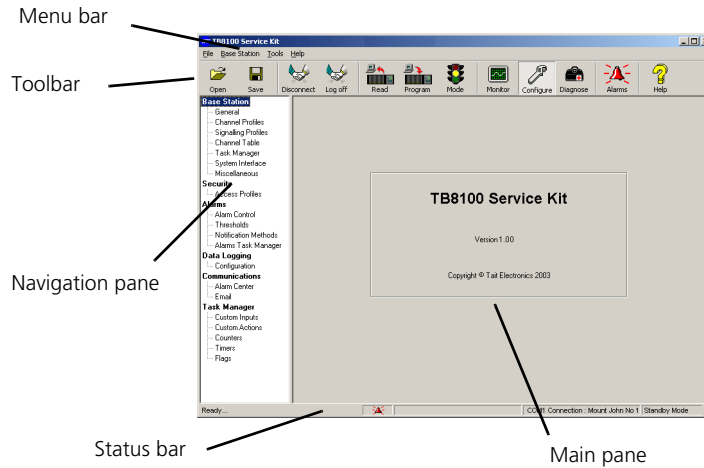 Menu bar
TB8100 Service Kit
File Base Station Tools Help
Toolbar
Open Save Disconnect Log off Read Program Mode Monitor Configure Diagnose Alarms Help
Base Station
General
Channel Profiles
Signalling Profiles
Channel Table
Task Manager
System Interface
Miscellaneous
Security
Access Profiles
Alarms
Alarm Control
Thresholds
Notification Methods
Alarms Task Manager
Data Logging
Configuration
Communications
Alarm Center
Email
Task Manager
Custom Inputs
Custom Actions
Counters
Timers
Flags
TB8100 Service Kit
Version 1.00
Copyright © Tait Electronics 2003
Navigation pane
Ready... COM1 Connection : Mount John No 1 Standby Mode
Status bar
Main pane